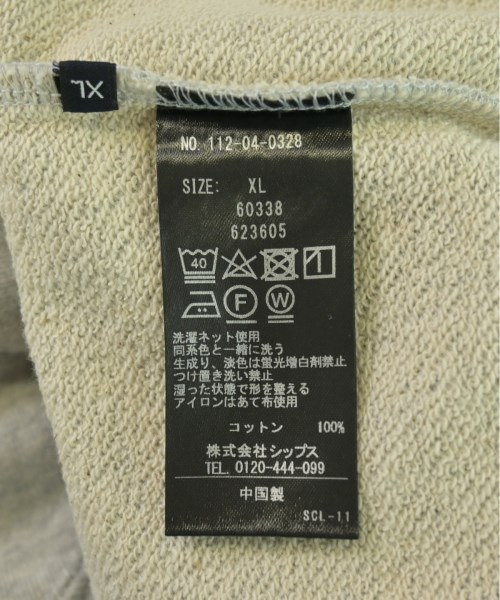 XL
NO. 112-04-0328
SIZE: XL
60338
623605
40
F W
洗濯ネット使用
同系色と一緒に洗う
生成り、淡色は蛍光増白剤禁止
つけ置き洗い禁止
湿った状態で形を整える
アイロンはあて布使用
コットン 100%
株式会社シップス
TEL. 0120-444-099
中国製
SCL-11